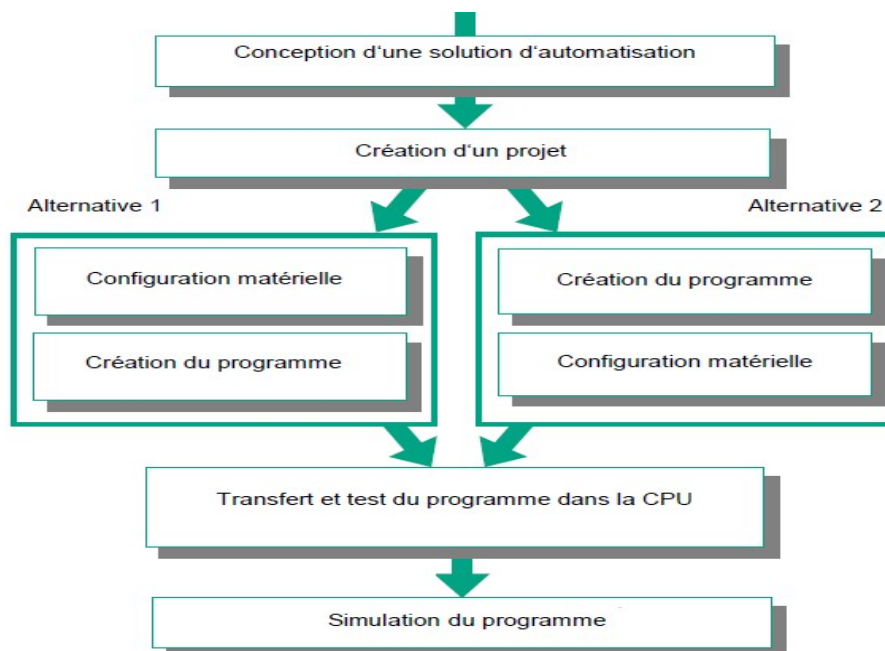 Conception d‘une solution d‘automatisation
Création d‘un projet
Alternative 1
Alternative 2
Configuration matérielle
Création du programme
Création du programme
Configuration matérielle
Transfert et test du programme dans la CPU
Simulation du programme